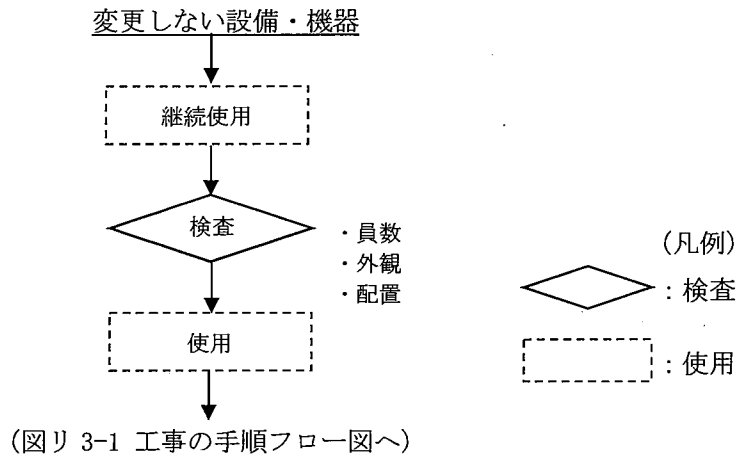 変更しない設備・機器
継続使用
検査
・員数
・外観
・配置
使用
(凡例)
：検査
：使用
(図リ 3-1 工事の手順フロー図へ)